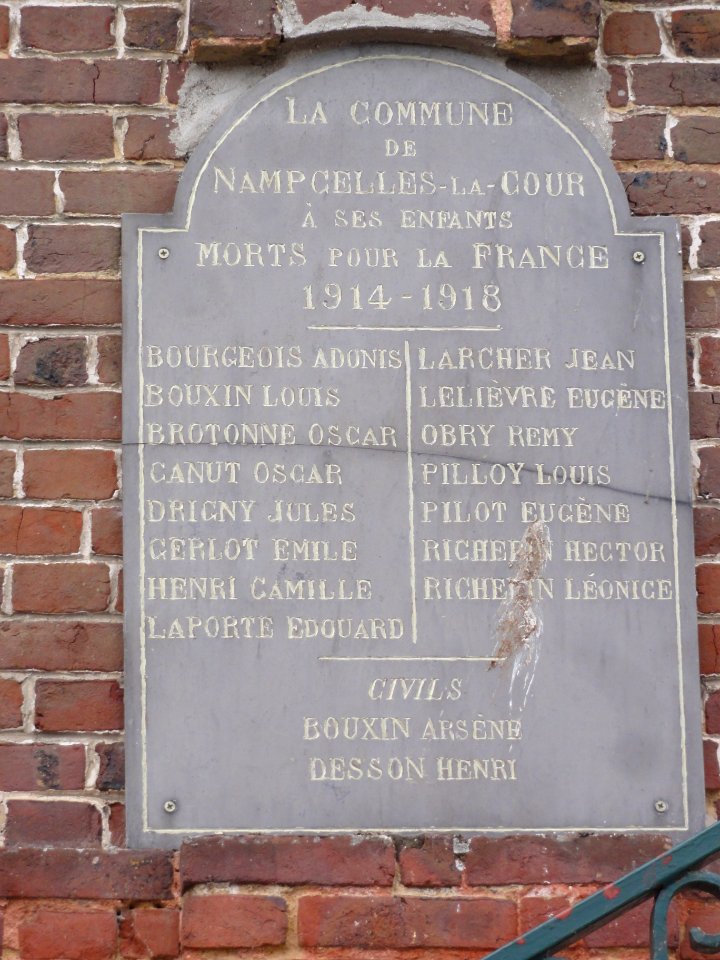 LA COMMUNE
DE
NAMPCELLES-LA-COUR
À SES ENFANTS
MORTS POUR LA FRANCE
1914-1918
BOURGEOIS ADONIS
BOUXIN LOUIS
BROTONNE OSCAR
CANUT OSCAR
DRIGNY JULES
GERLOT EMILE
HENRI CAMILLE
LAPORTE EDOUARD
LARCHER JEAN
LELIÈVRE EUGÈNE
OBRY REMY
PILLOY LOUIS
PILOT EUGÈNE
RICHEPIN HECTOR
RICHEPIN LÉONICE
CIVILS
BOUXIN ARSÈNE
DESSON HENRI